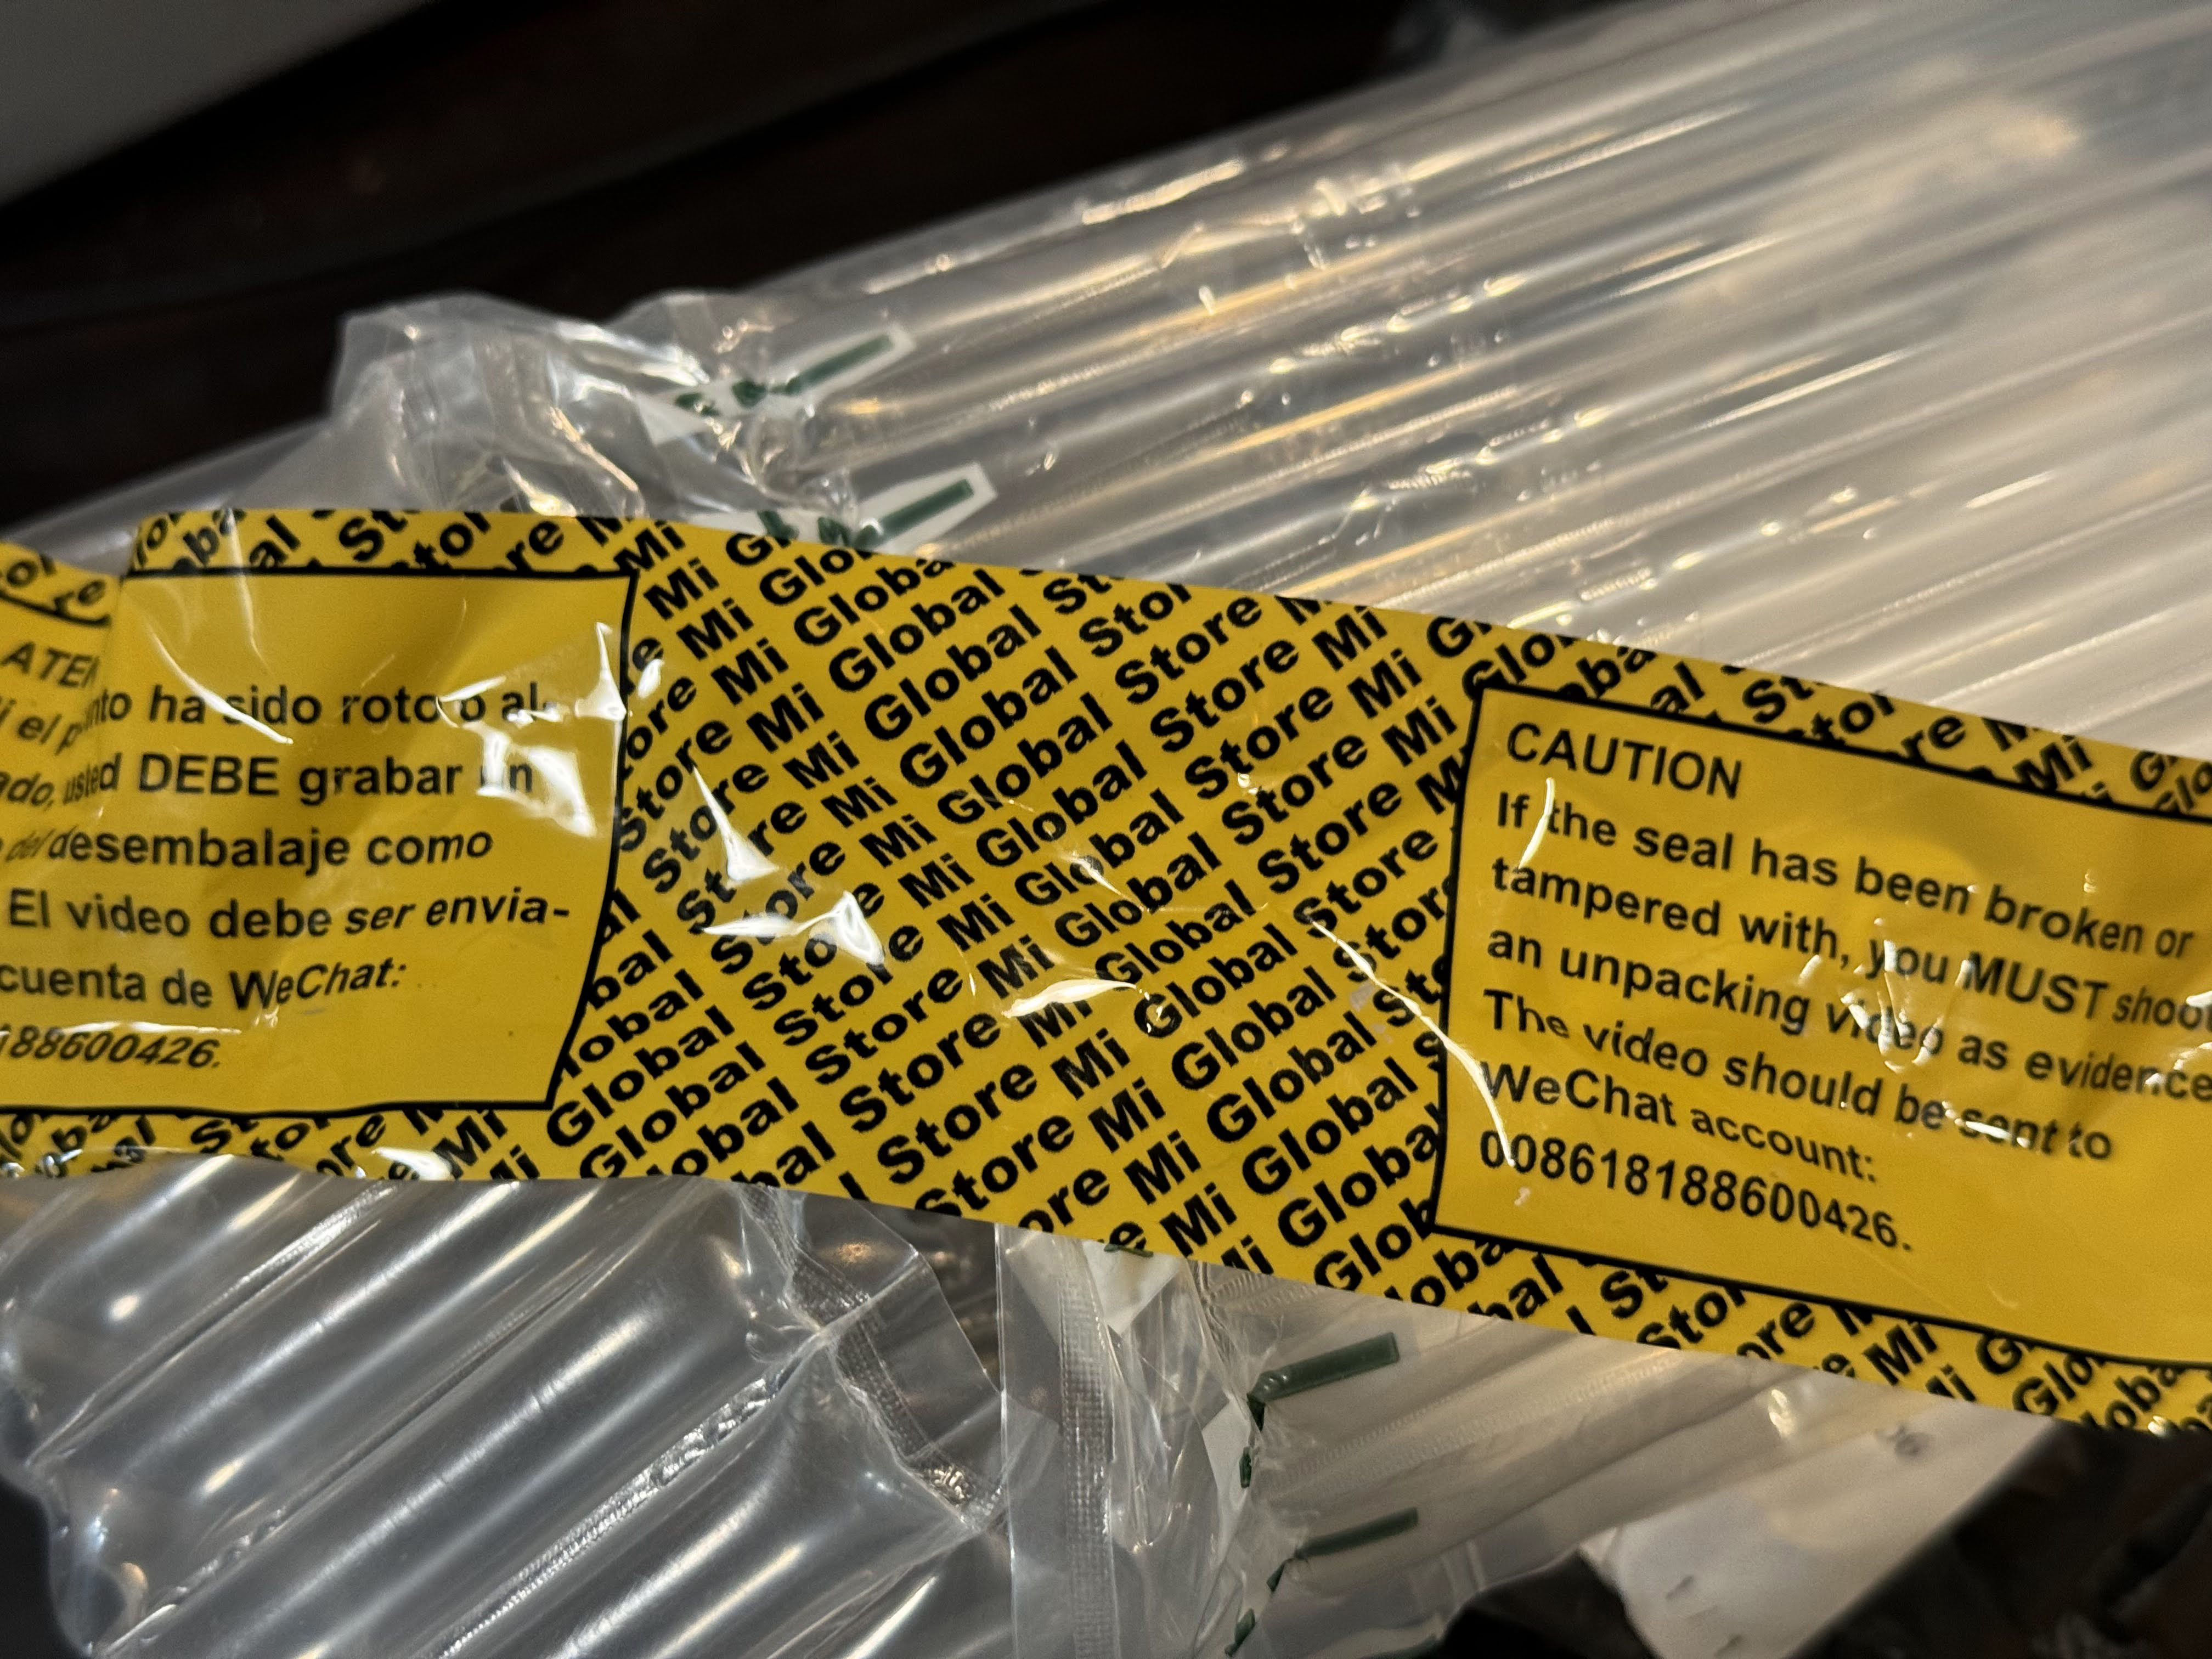 ATEN
i el p nto ha sido roto o al-
ado, usted DEBE grabar un
del desembalaje como
El video debe ser envia-
cuenta de WeChat:
188600426.
Mi Global Store Mi Global Store Mi Global Store
CAUTION
If the seal has been broken or
tampered with, you MUST shoot
an unpacking video as evidence
The video should be sent to
WeChat account:
008618188600426.